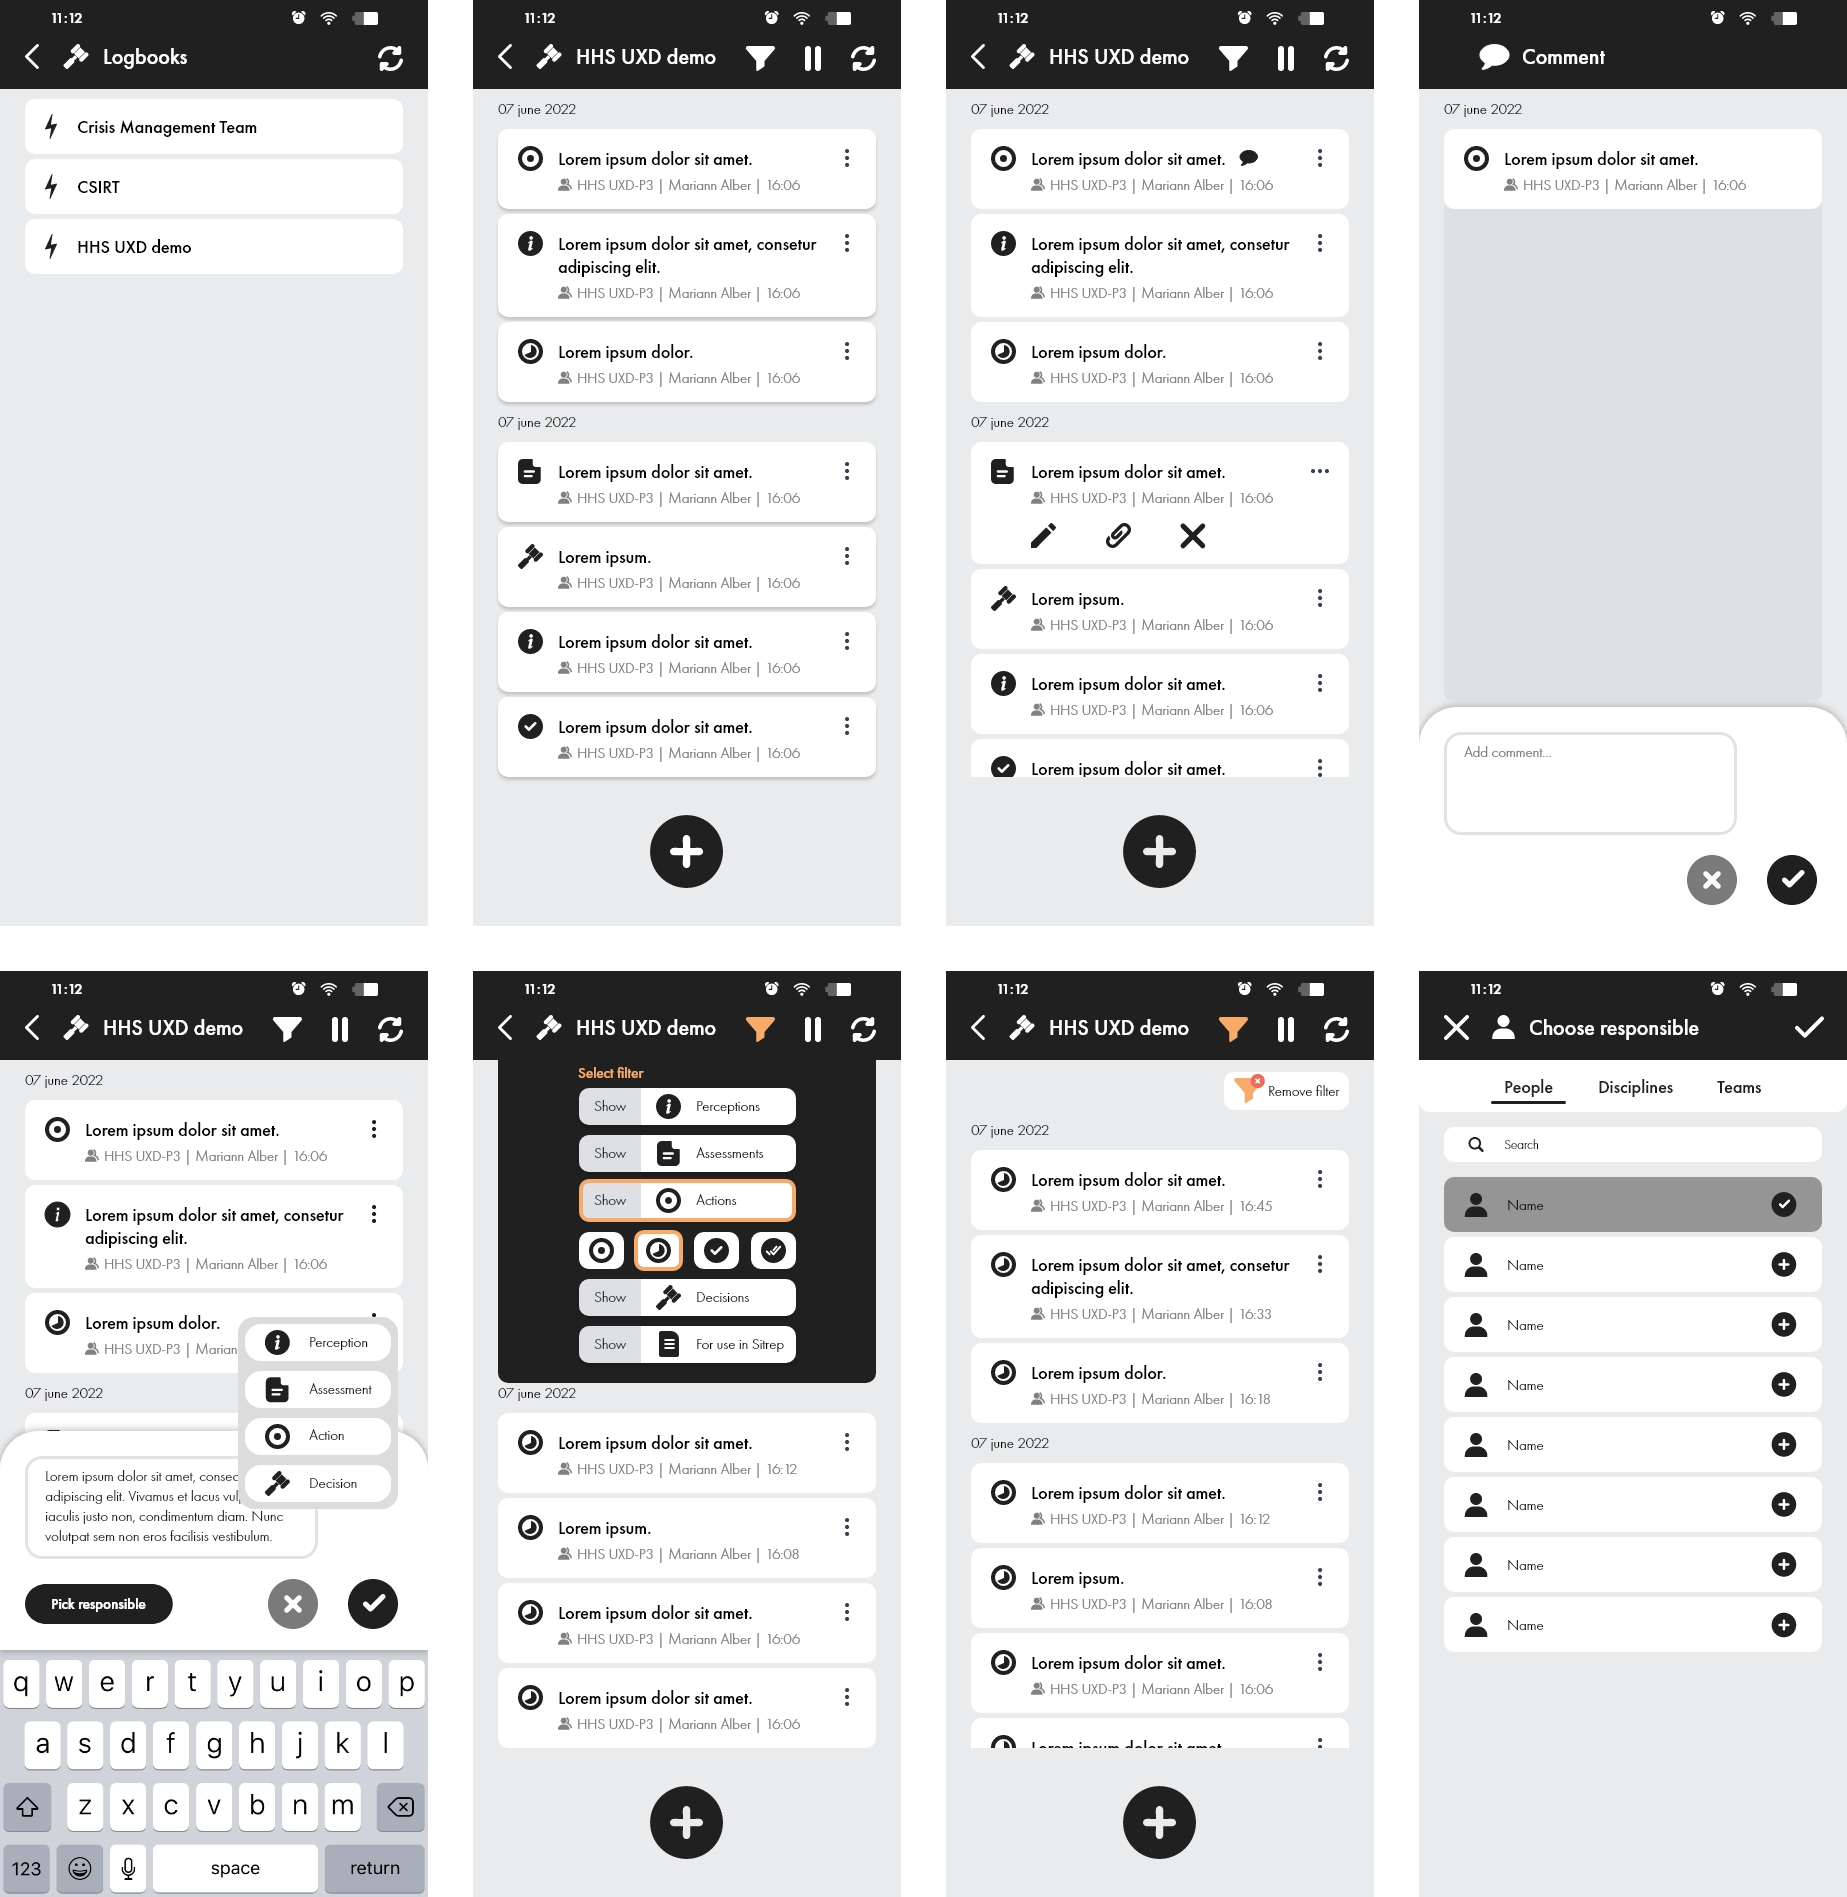 11:12
Logbooks
Crisis Management Team
CSIRT
HHS UXD demo
11:12
HHS UXD demo
07 june 2022
Lorem ipsum dolor sit amet.
HHS UXD-P3 | Mariann Alber | 16:06
Lorem ipsum dolor sit amet, consetur
adipiscing elit.
HHS UXD-P3 | Mariann Alber | 16:06
Lorem ipsum dolor.
HHS UXD-P3 | Mariann Alber | 16:06
07 june 2022
Lorem ipsum dolor sit amet.
HHS UXD-P3 | Mariann Alber | 16:06
Lorem ipsum.
HHS UXD-P3 | Mariann Alber | 16:06
Lorem ipsum dolor sit amet.
HHS UXD-P3 | Mariann Alber | 16:06
Lorem ipsum dolor sit amet.
HHS UXD-P3 | Mariann Alber | 16:06
11:12
HHS UXD demo
07 june 2022
Lorem ipsum dolor sit amet.
HHS UXD-P3 | Mariann Alber | 16:06
Lorem ipsum dolor sit amet, consetur
adipiscing elit.
HHS UXD-P3 | Mariann Alber | 16:06
Lorem ipsum dolor.
HHS UXD-P3 | Mariann Alber | 16:06
07 june 2022
Lorem ipsum dolor sit amet.
HHS UXD-P3 | Mariann Alber | 16:06
Lorem ipsum.
HHS UXD-P3 | Mariann Alber | 16:06
Lorem ipsum dolor sit amet.
HHS UXD-P3 | Mariann Alber | 16:06
Lorem ipsum dolor sit amet.
11:12
Comment
07 june 2022
Lorem ipsum dolor sit amet.
HHS UXD-P3 | Mariann Alber | 16:06
Add comment...
11:12
HHS UXD demo
07 june 2022
Lorem ipsum dolor sit amet.
HHS UXD-P3 | Mariann Alber | 16:06
Lorem ipsum dolor sit amet, consetur
adipiscing elit.
HHS UXD-P3 | Mariann Alber | 16:06
Lorem ipsum dolor.
HHS UXD-P3 | Marian
07 june 2022
Perception
Assessment
Action
Decision
Lorem ipsum dolor sit amet, consec
adipiscing elit. Vivamus et lacus vulp
iaculis justo non, condimentum diam. Nunc
volutpat sem non eros facilisis vestibulum.
Pick responsible
q w e r t y u i o p
a s d f g h j k l
z x c v b n m
123 space return
11:12
HHS UXD demo
Select filter
Show Perceptions
Show Assessments
Show Actions
Show Decisions
Show For use in Sitrep
07 june 2022
Lorem ipsum dolor sit amet.
HHS UXD-P3 | Mariann Alber | 16:12
Lorem ipsum.
HHS UXD-P3 | Mariann Alber | 16:08
Lorem ipsum dolor sit amet.
HHS UXD-P3 | Mariann Alber | 16:06
Lorem ipsum dolor sit amet.
HHS UXD-P3 | Mariann Alber | 16:06
11:12
HHS UXD demo
Remove filter
07 june 2022
Lorem ipsum dolor sit amet.
HHS UXD-P3 | Mariann Alber | 16:45
Lorem ipsum dolor sit amet, consetur
adipiscing elit.
HHS UXD-P3 | Mariann Alber | 16:33
Lorem ipsum dolor.
HHS UXD-P3 | Mariann Alber | 16:18
07 june 2022
Lorem ipsum dolor sit amet.
HHS UXD-P3 | Mariann Alber | 16:12
Lorem ipsum.
HHS UXD-P3 | Mariann Alber | 16:08
Lorem ipsum dolor sit amet.
HHS UXD-P3 | Mariann Alber | 16:06
Lorem ipsum dolor sit amet.
11:12
Choose responsible
People Disciplines Teams
Search
Name
Name
Name
Name
Name
Name
Name
Name